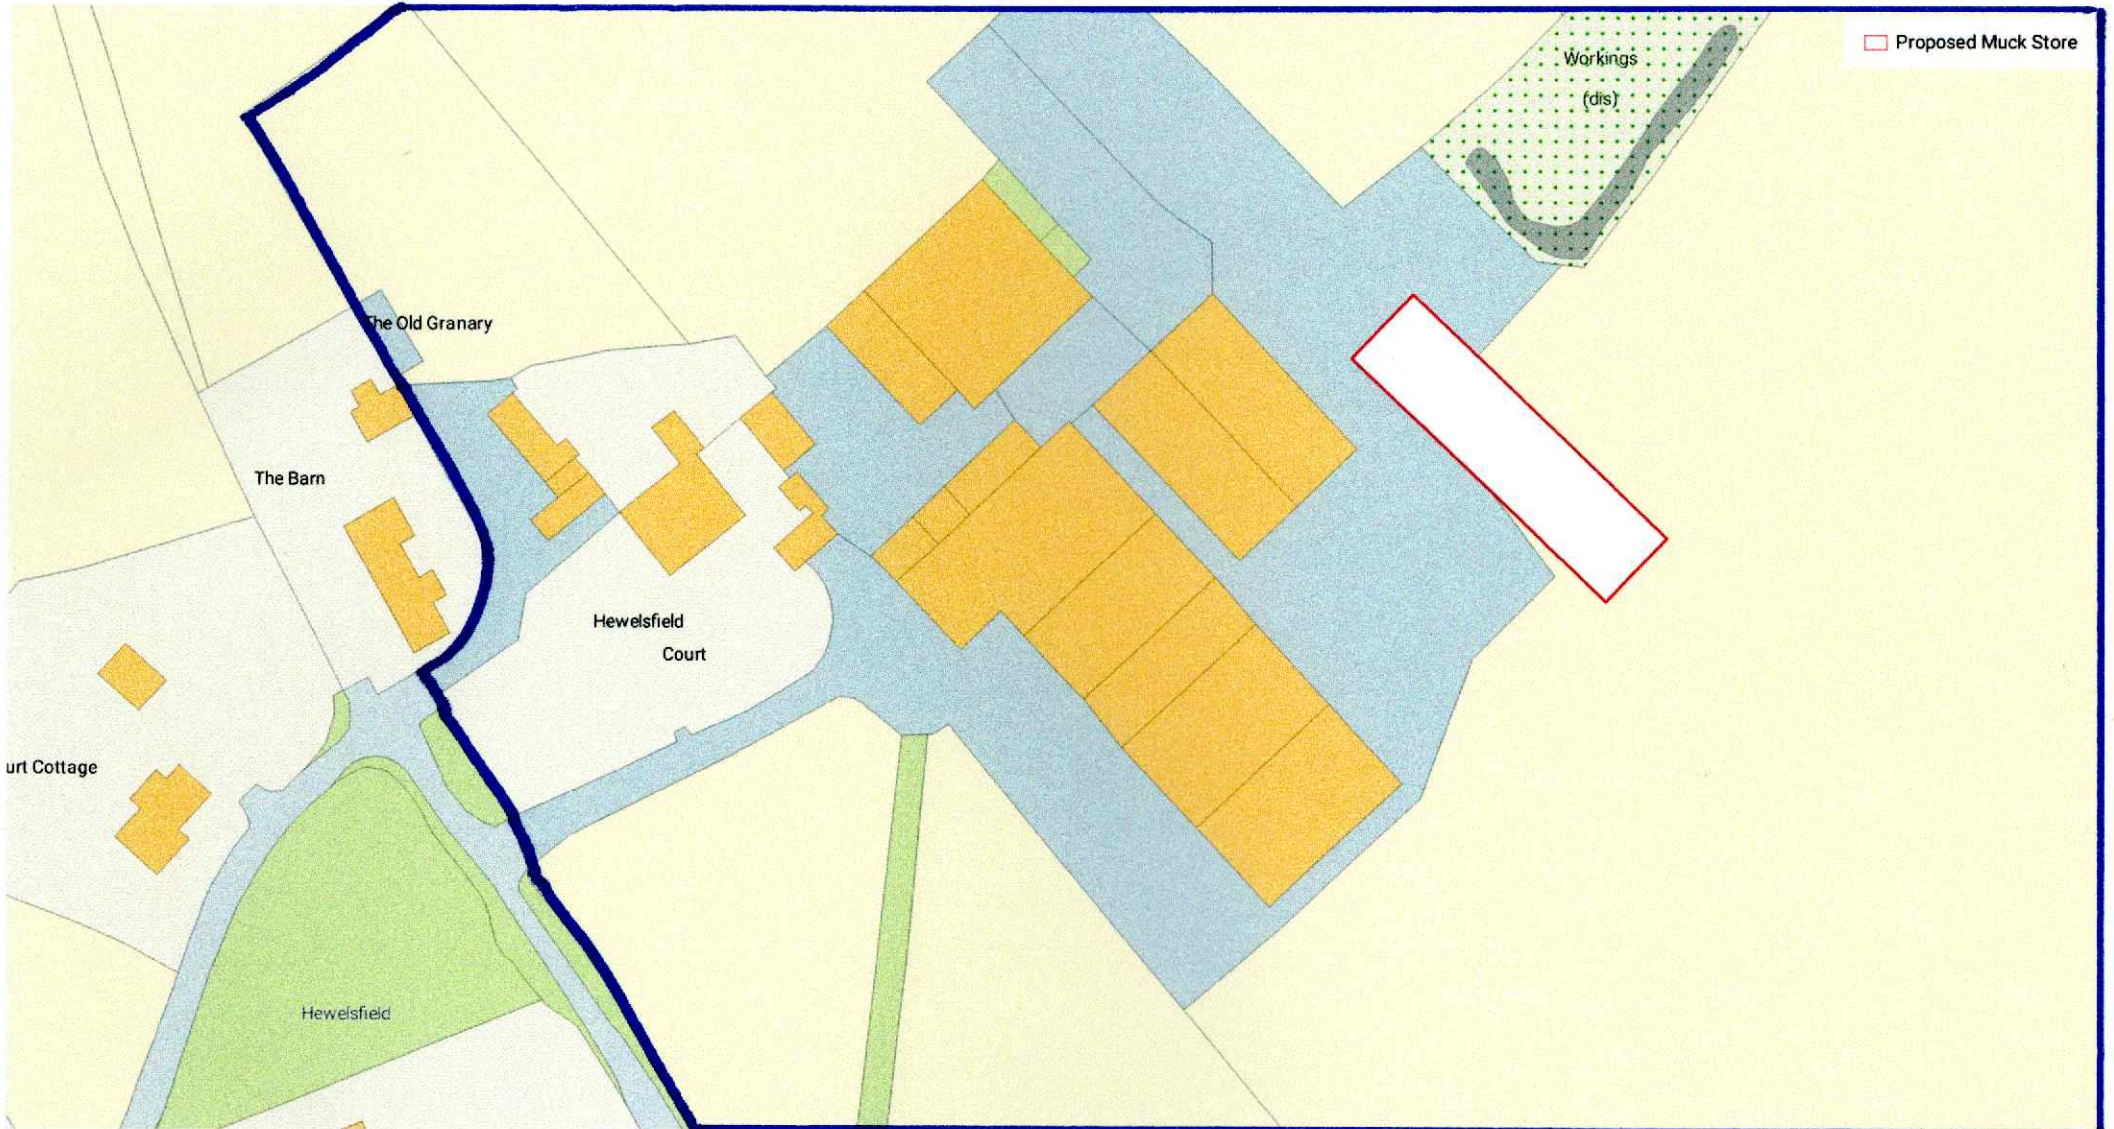 Proposed Muck Store
Workings
(dis)
The Old Granary
The Barn
Hewelsfield
Court
urt Cottage
Hewelsfield